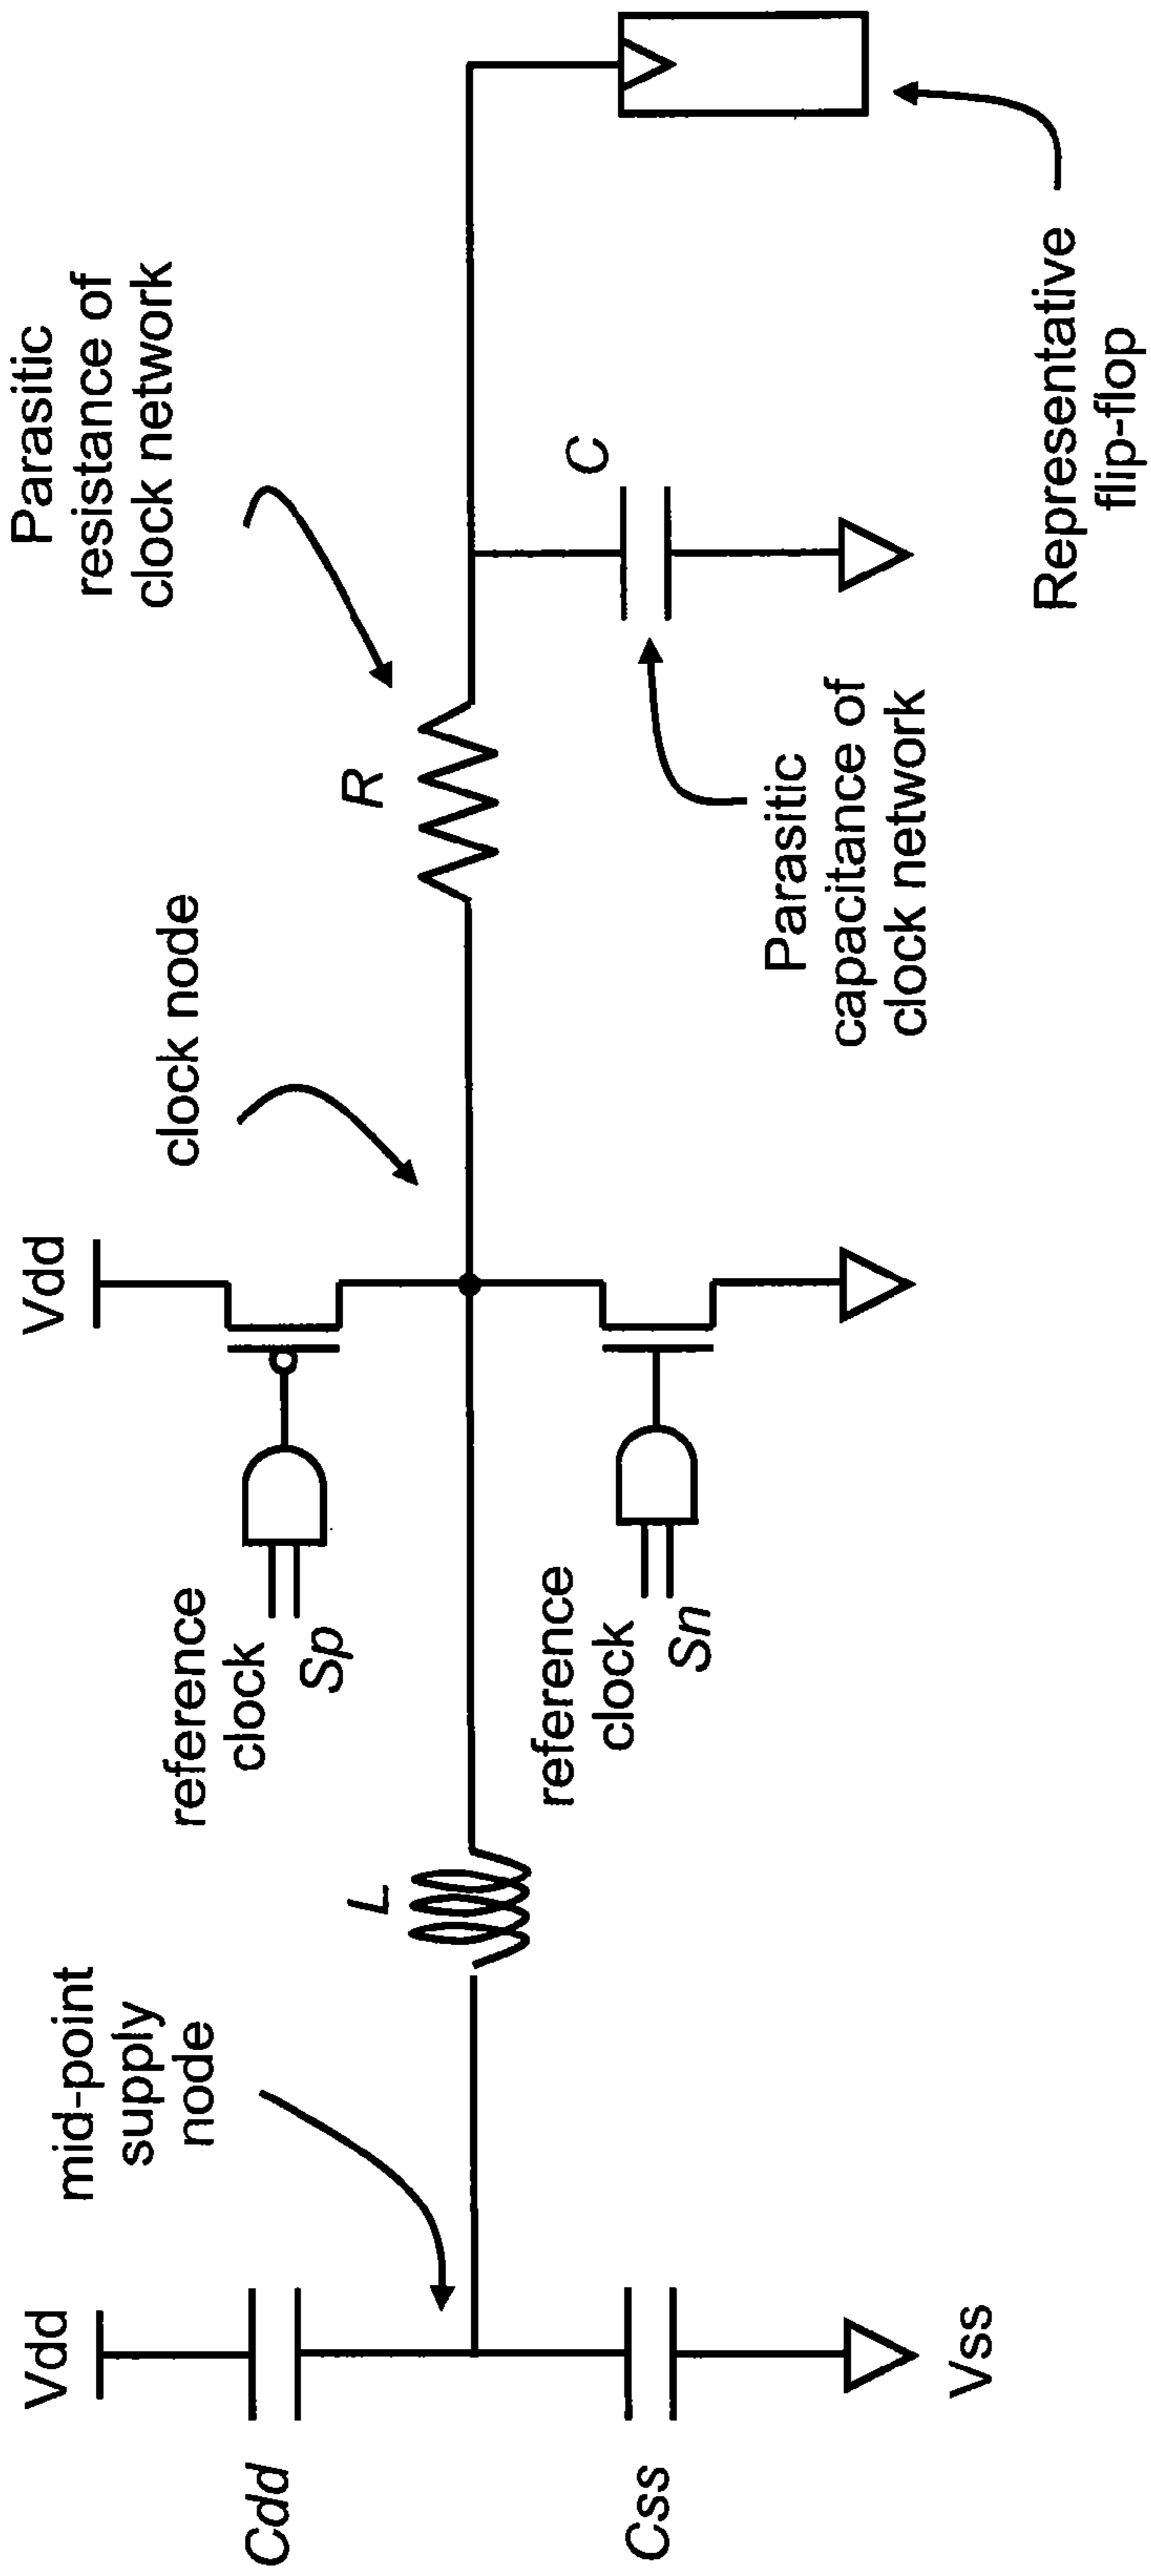 Vdd
Cdd
Css
Vss
mid-point
supply
node
L
reference
clock
Sp
reference
clock
Sn
Vdd
clock node
R
Parasitic
resistance of
clock network
C
Parasitic
capacitance of
clock network
Representative
flip-flop